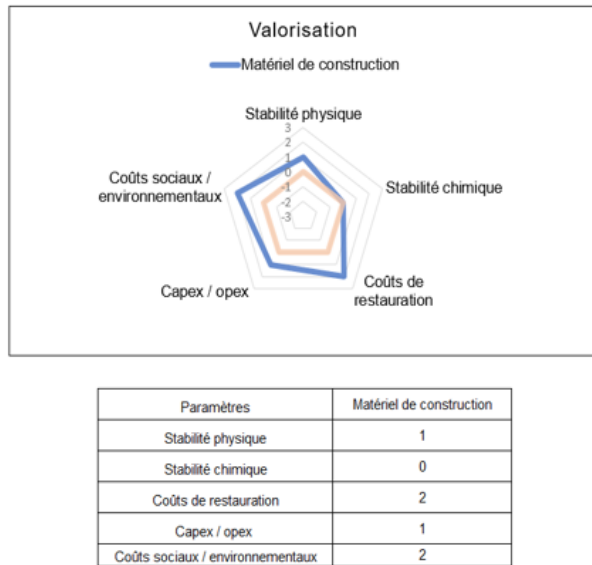 Valorisation
Matériel de construction
Stabilité physique
3
2
1
0
-1
-2
-3
Coûts sociaux /
environnementaux
Stabilité chimique
Capex / opex
Coûts de
restauration
Paramètres Matériel de construction
Stabilité physique 1
Stabilité chimique 0
Coûts de restauration 2
Capex / opex 1
Coûts sociaux / environnementaux 2